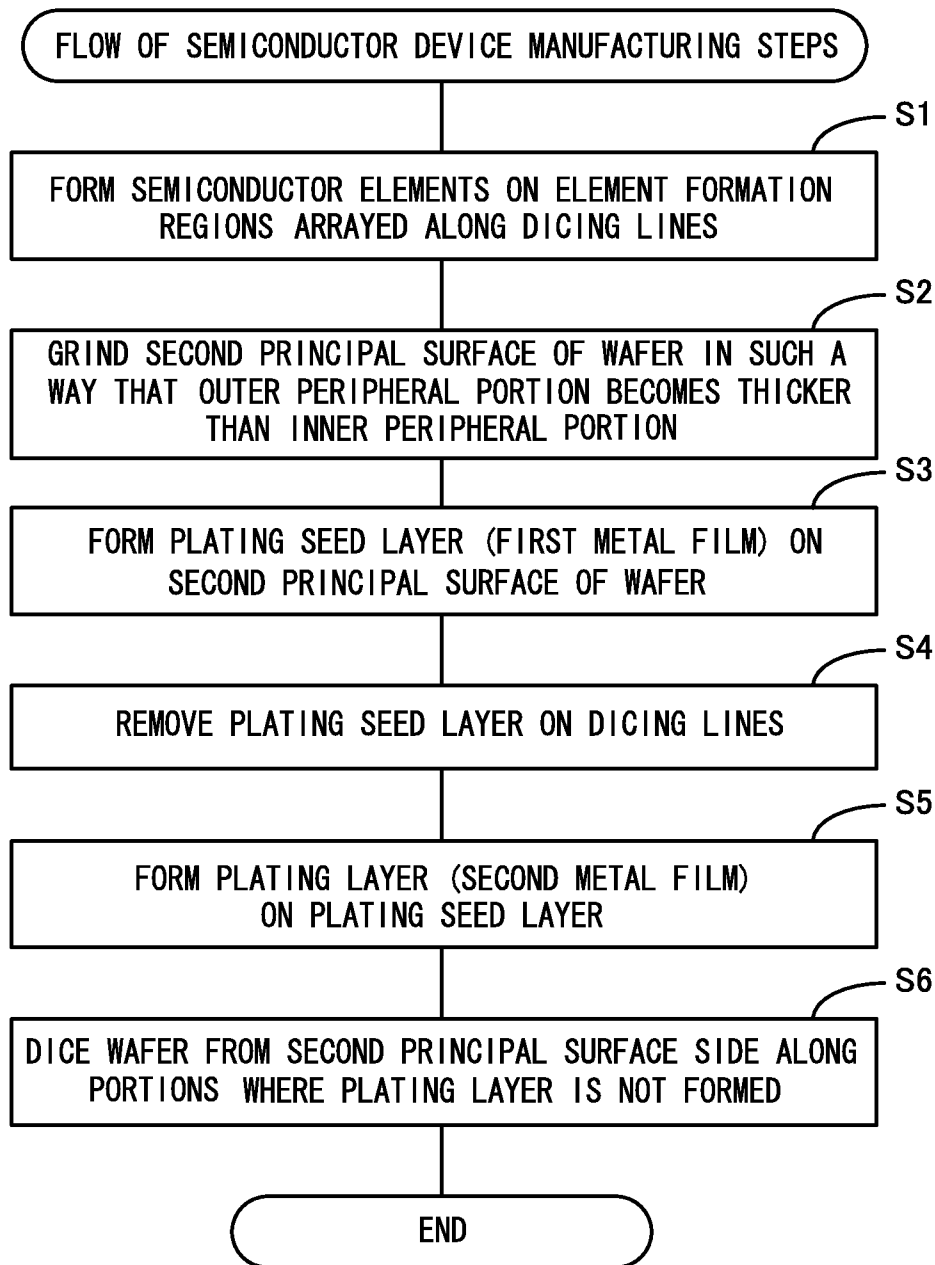 FLOW OF SEMICONDUCTOR DEVICE MANUFACTURING STEPS
S1
FORM SEMICONDUCTOR ELEMENTS ON ELEMENT FORMATION
REGIONS ARRAYED ALONG DICING LINES
S2
GRIND SECOND PRINCIPAL SURFACE OF WAFER IN SUCH A
WAY THAT OUTER PERIPHERAL PORTION BECOMES THICKER
THAN INNER PERIPHERAL PORTION
S3
FORM PLATING SEED LAYER (FIRST METAL FILM) ON
SECOND PRINCIPAL SURFACE OF WAFER
S4
REMOVE PLATING SEED LAYER ON DICING LINES
S5
FORM PLATING LAYER (SECOND METAL FILM)
ON PLATING SEED LAYER
S6
DICE WAFER FROM SECOND PRINCIPAL SURFACE SIDE ALONG
PORTIONS WHERE PLATING LAYER IS NOT FORMED
END